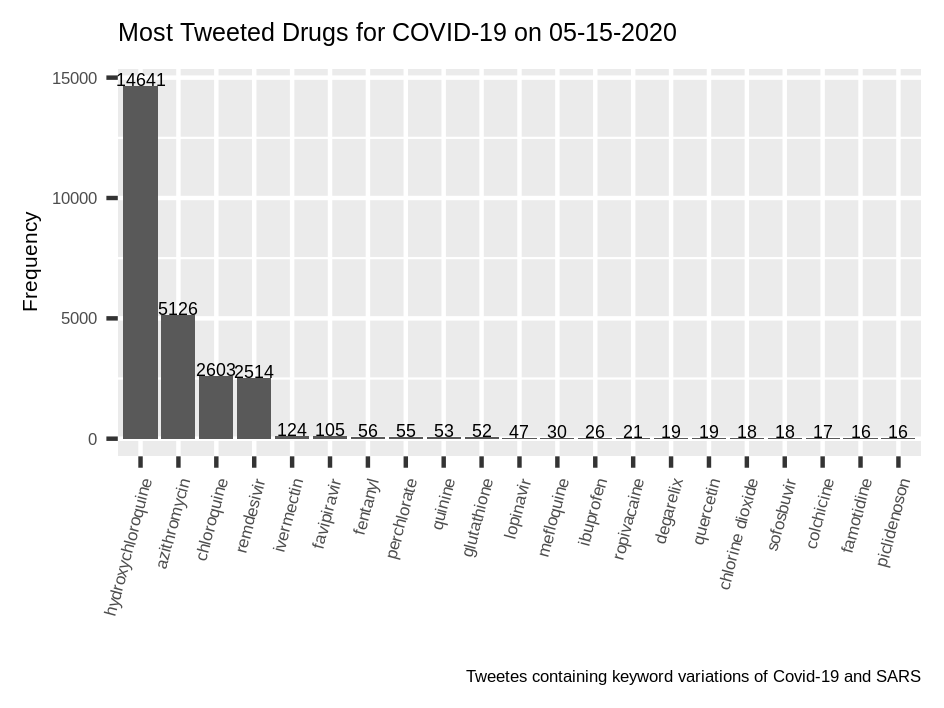 Most Tweeted Drugs for COVID-19 on 05-15-2020
Frequency
15000
10000
5000
0
14641
5126
2603
2514
124
105
56
55
53
52
47
30
26
21
19
19
18
18
17
16
16
hydroxychloroquine
azithromycin
chloroquine
remdesivir
ivermectin
favipiravir
fentanyl
perchlorate
quinine
glutathione
lopinavir
mefloquine
ibuprofen
ropivacaine
degarelix
quercetin
chlorine dioxide
sofosbuvir
colchicine
famotidine
piclidenoson
Tweetes containing keyword variations of Covid-19 and SARS